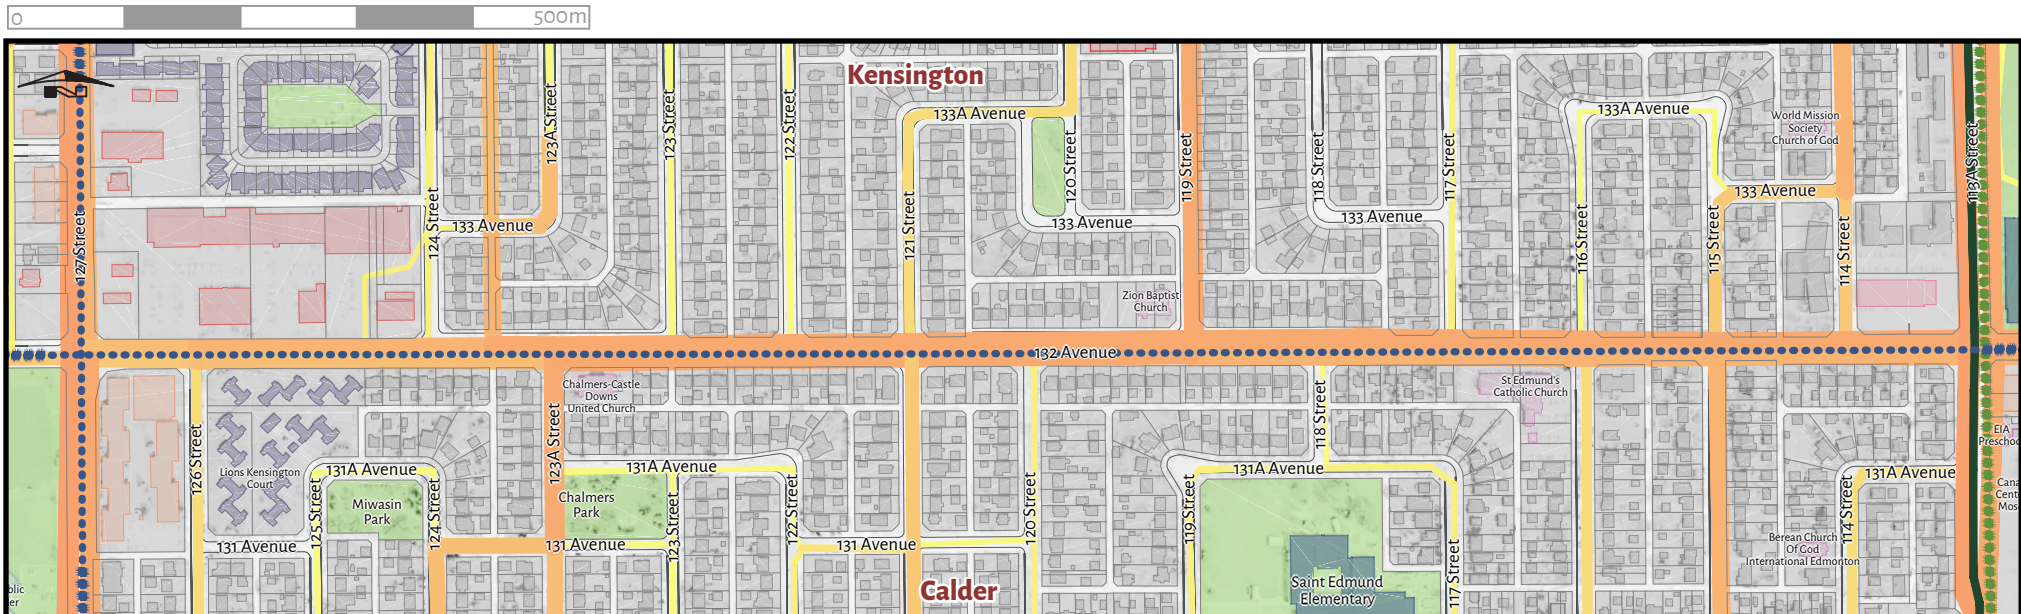 0
500m
Kensington
133A Avenue
133A Avenue
World Mission
Society
Church of God
123A Street
123 Street
122 Street
120 Street
119 Street
118 Street
117 Street
113A Street
124 Street
121 Street
133 Avenue
127 Street
133 Avenue
133 Avenue
133 Avenue
116 Street
115 Street
114 Street
Zion Baptist
Church
132 Avenue
Chalmers-Castle
Downs
United Church
St Edmund's
Catholic Church
126 Street
123A Street
118 Street
EIA
Preschoo
Lions Kensington
Court
131A Avenue
131A Avenue
131A Avenue
131A Avenue
Miwasin
Park
Chalmers
Park
125 Street
124 Street
123 Street
122 Street
120 Street
119 Street
117 Street
114 Street
Cana
Cent
Mos
131 Avenue
131 Avenue
131 Avenue
Berean Church
Of God
International Edmonton
Calder
Saint Edmund
Elementary
blic
er